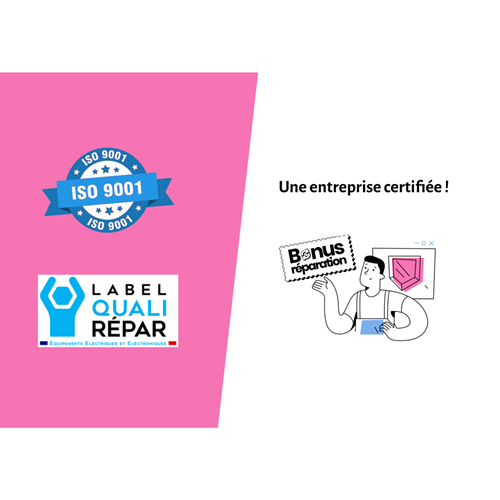 ISO 9001
ISO 9001
ISO 9001
LABEL
QUALI
RÉPAR
EQUIPEMENTS ELECTRIQUES ET ELECTRONIQUES
Une entreprise certifiée !
Bonus
réparation